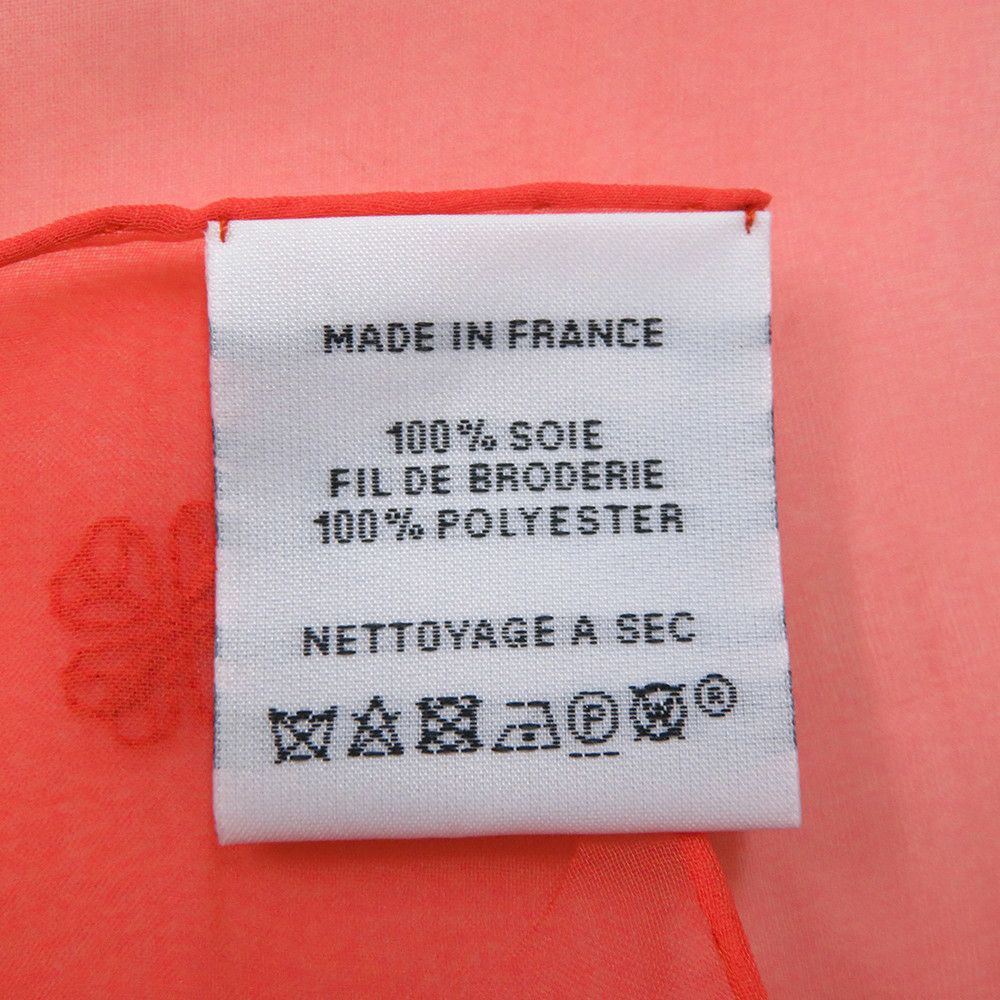 MADE IN FRANCE
100% SOIE
FIL DE BRODERIE
100% POLYESTER
NETTOYAGE A SEC
P W ®